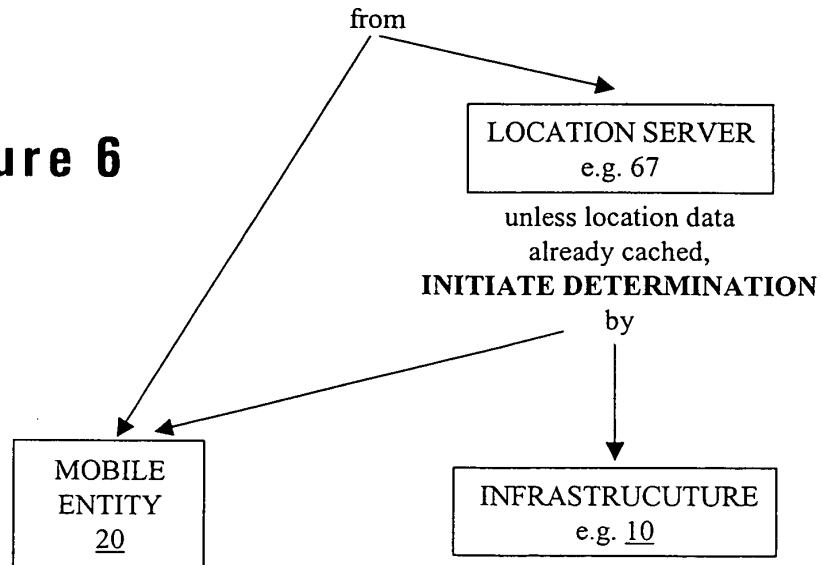 from
ure 6
LOCATION SERVER
e.g. 67
unless location data
already cached,
INITIATE DETERMINATION
by
MOBILE
ENTITY
20
INFRASTRUCUTURE
e.g. 10